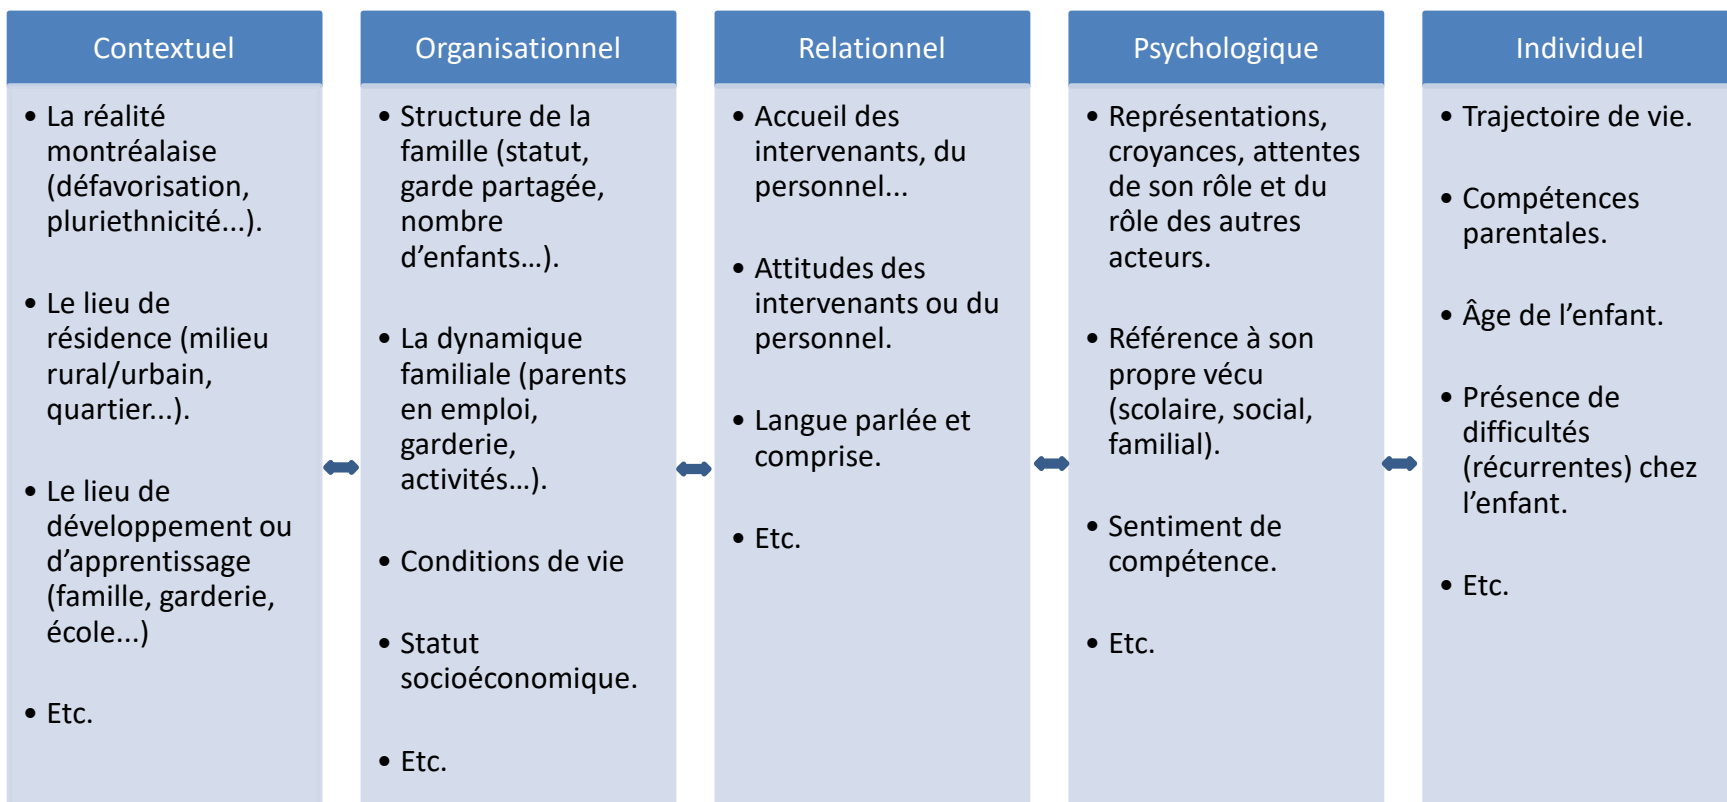 Contextuel
• La réalité
montréalaise
(défavorisation,
pluriethnicité...).
• Le lieu de
résidence (milieu
rural/urbain,
quartier...).
• Le lieu de
développement ou
d’apprentissage
(famille, garderie,
école...)
• Etc.
Organisationnel
• Structure de la
famille (statut,
garde partagée,
nombre
d’enfants…).
• La dynamique
familiale (parents
en emploi,
garderie,
activités…).
• Conditions de vie
• Statut
socioéconomique.
• Etc.
Relationnel
• Accueil des
intervenants, du
personnel...
• Attitudes des
intervenants ou du
personnel.
• Langue parlée et
comprise.
• Etc.
Psychologique
• Représentations,
croyances, attentes
de son rôle et du
rôle des autres
acteurs.
• Référence à son
propre vécu
(scolaire, social,
familial).
• Sentiment de
compétence.
• Etc.
Individuel
• Trajectoire de vie.
• Compétences
parentales.
• Âge de l’enfant.
• Présence de
difficultés
(récurrentes) chez
l’enfant.
• Etc.